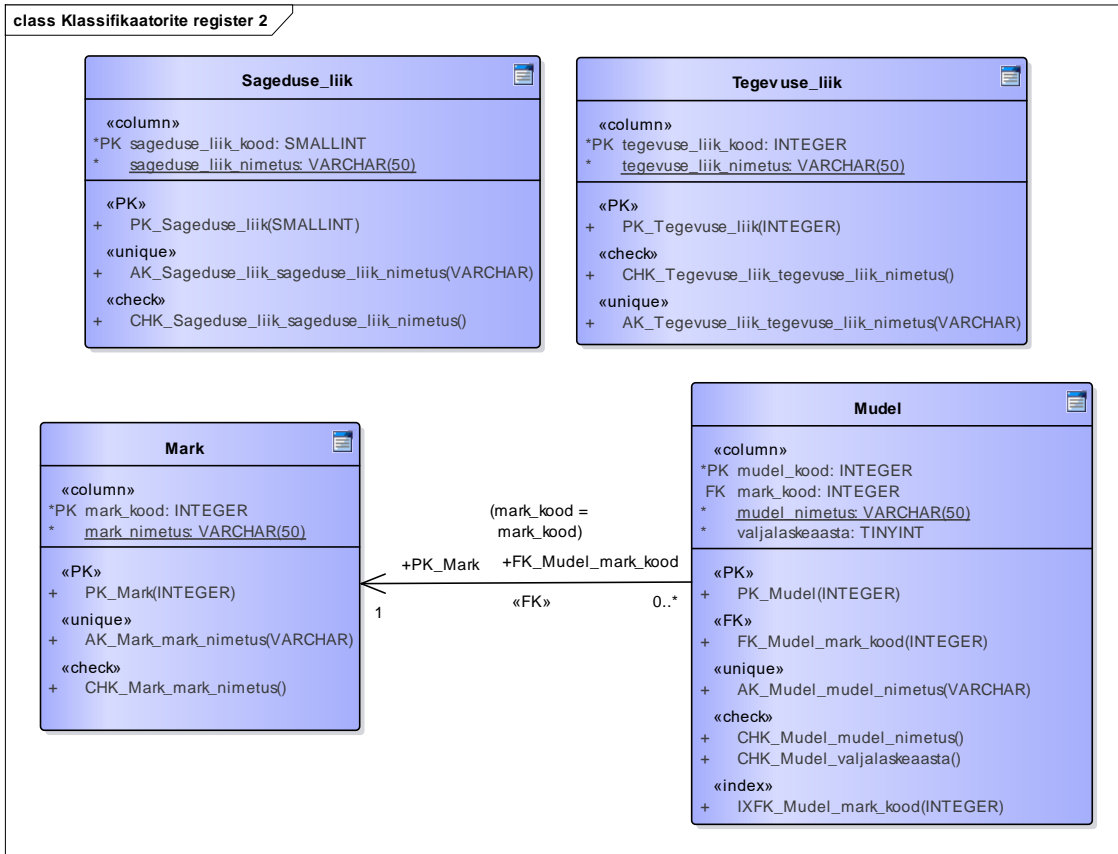 class Klassifikaatorite register 2
Sageduse_liik
«column»
*PK sageduse_liik_kood: SMALLINT
* sageduse_liik_nimetus: VARCHAR(50)
«PK»
+ PK_Sageduse_liik(SMALLINT)
«unique»
+ AK_Sageduse_liik_sageduse_liik_nimetus(VARCHAR)
«check»
+ CHK_Sageduse_liik_sageduse_liik_nimetus()
Tegevuse_liik
«column»
*PK tegevuse_liik_kood: INTEGER
* tegevuse_liik_nimetus: VARCHAR(50)
«PK»
+ PK_Tegevuse_liik(INTEGER)
«check»
+ CHK_Tegevuse_liik_tegevuse_liik_nimetus()
«unique»
+ AK_Tegevuse_liik_tegevuse_liik_nimetus(VARCHAR)
Mark
«column»
*PK mark_kood: INTEGER
* mark_nimetus: VARCHAR(50)
«PK»
+ PK_Mark(INTEGER)
«unique»
+ AK_Mark_mark_nimetus(VARCHAR)
«check»
+ CHK_Mark_mark_nimetus()
(mark_kood =
mark_kood)
+PK_Mark +FK_Mudel_mark_kood
1 «FK» 0..*
Mudel
«column»
*PK mudel_kood: INTEGER
FK mark_kood: INTEGER
* mudel_nimetus: VARCHAR(50)
* valjalaskeaasta: TINYINT
«PK»
+ PK_Mudel(INTEGER)
«FK»
+ FK_Mudel_mark_kood(INTEGER)
«unique»
+ AK_Mudel_mudel_nimetus(VARCHAR)
«check»
+ CHK_Mudel_mudel_nimetus()
+ CHK_Mudel_valjalaskeaasta()
«index»
+ IXFK_Mudel_mark_kood(INTEGER)